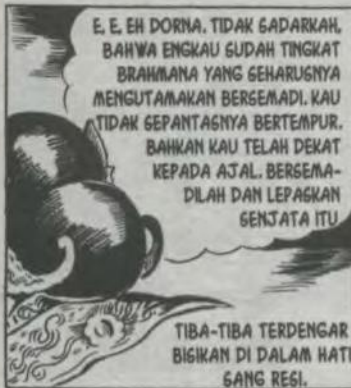 E, E, EH DORNA. TIDAK SADARKAH,
BAHWA ENGKAU SUDAH TINGKAT
BRAHMANA YANG SEHARUSNYA
MENGUTAMAKAN BERSEMADI. KAU
TIDAK SEPANTASNYA BERTEMPUR.
BAHKAN KAU TELAH DEKAT
KEPADA AJAL. BERSEMA-
DILAH DAN LEPASKAN
SENJATA ITU
TIBA-TIBA TERDENGAR
BISIKAN DI DALAM HATI
SANG RESI.